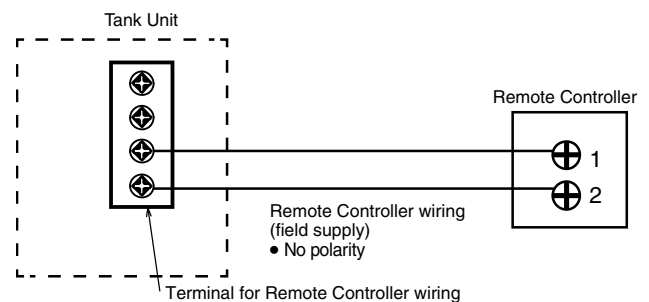 Tank Unit
Remote Controller
1
2
Remote Controller wiring
(field supply)
● No polarity
Terminal for Remote Controller wiring